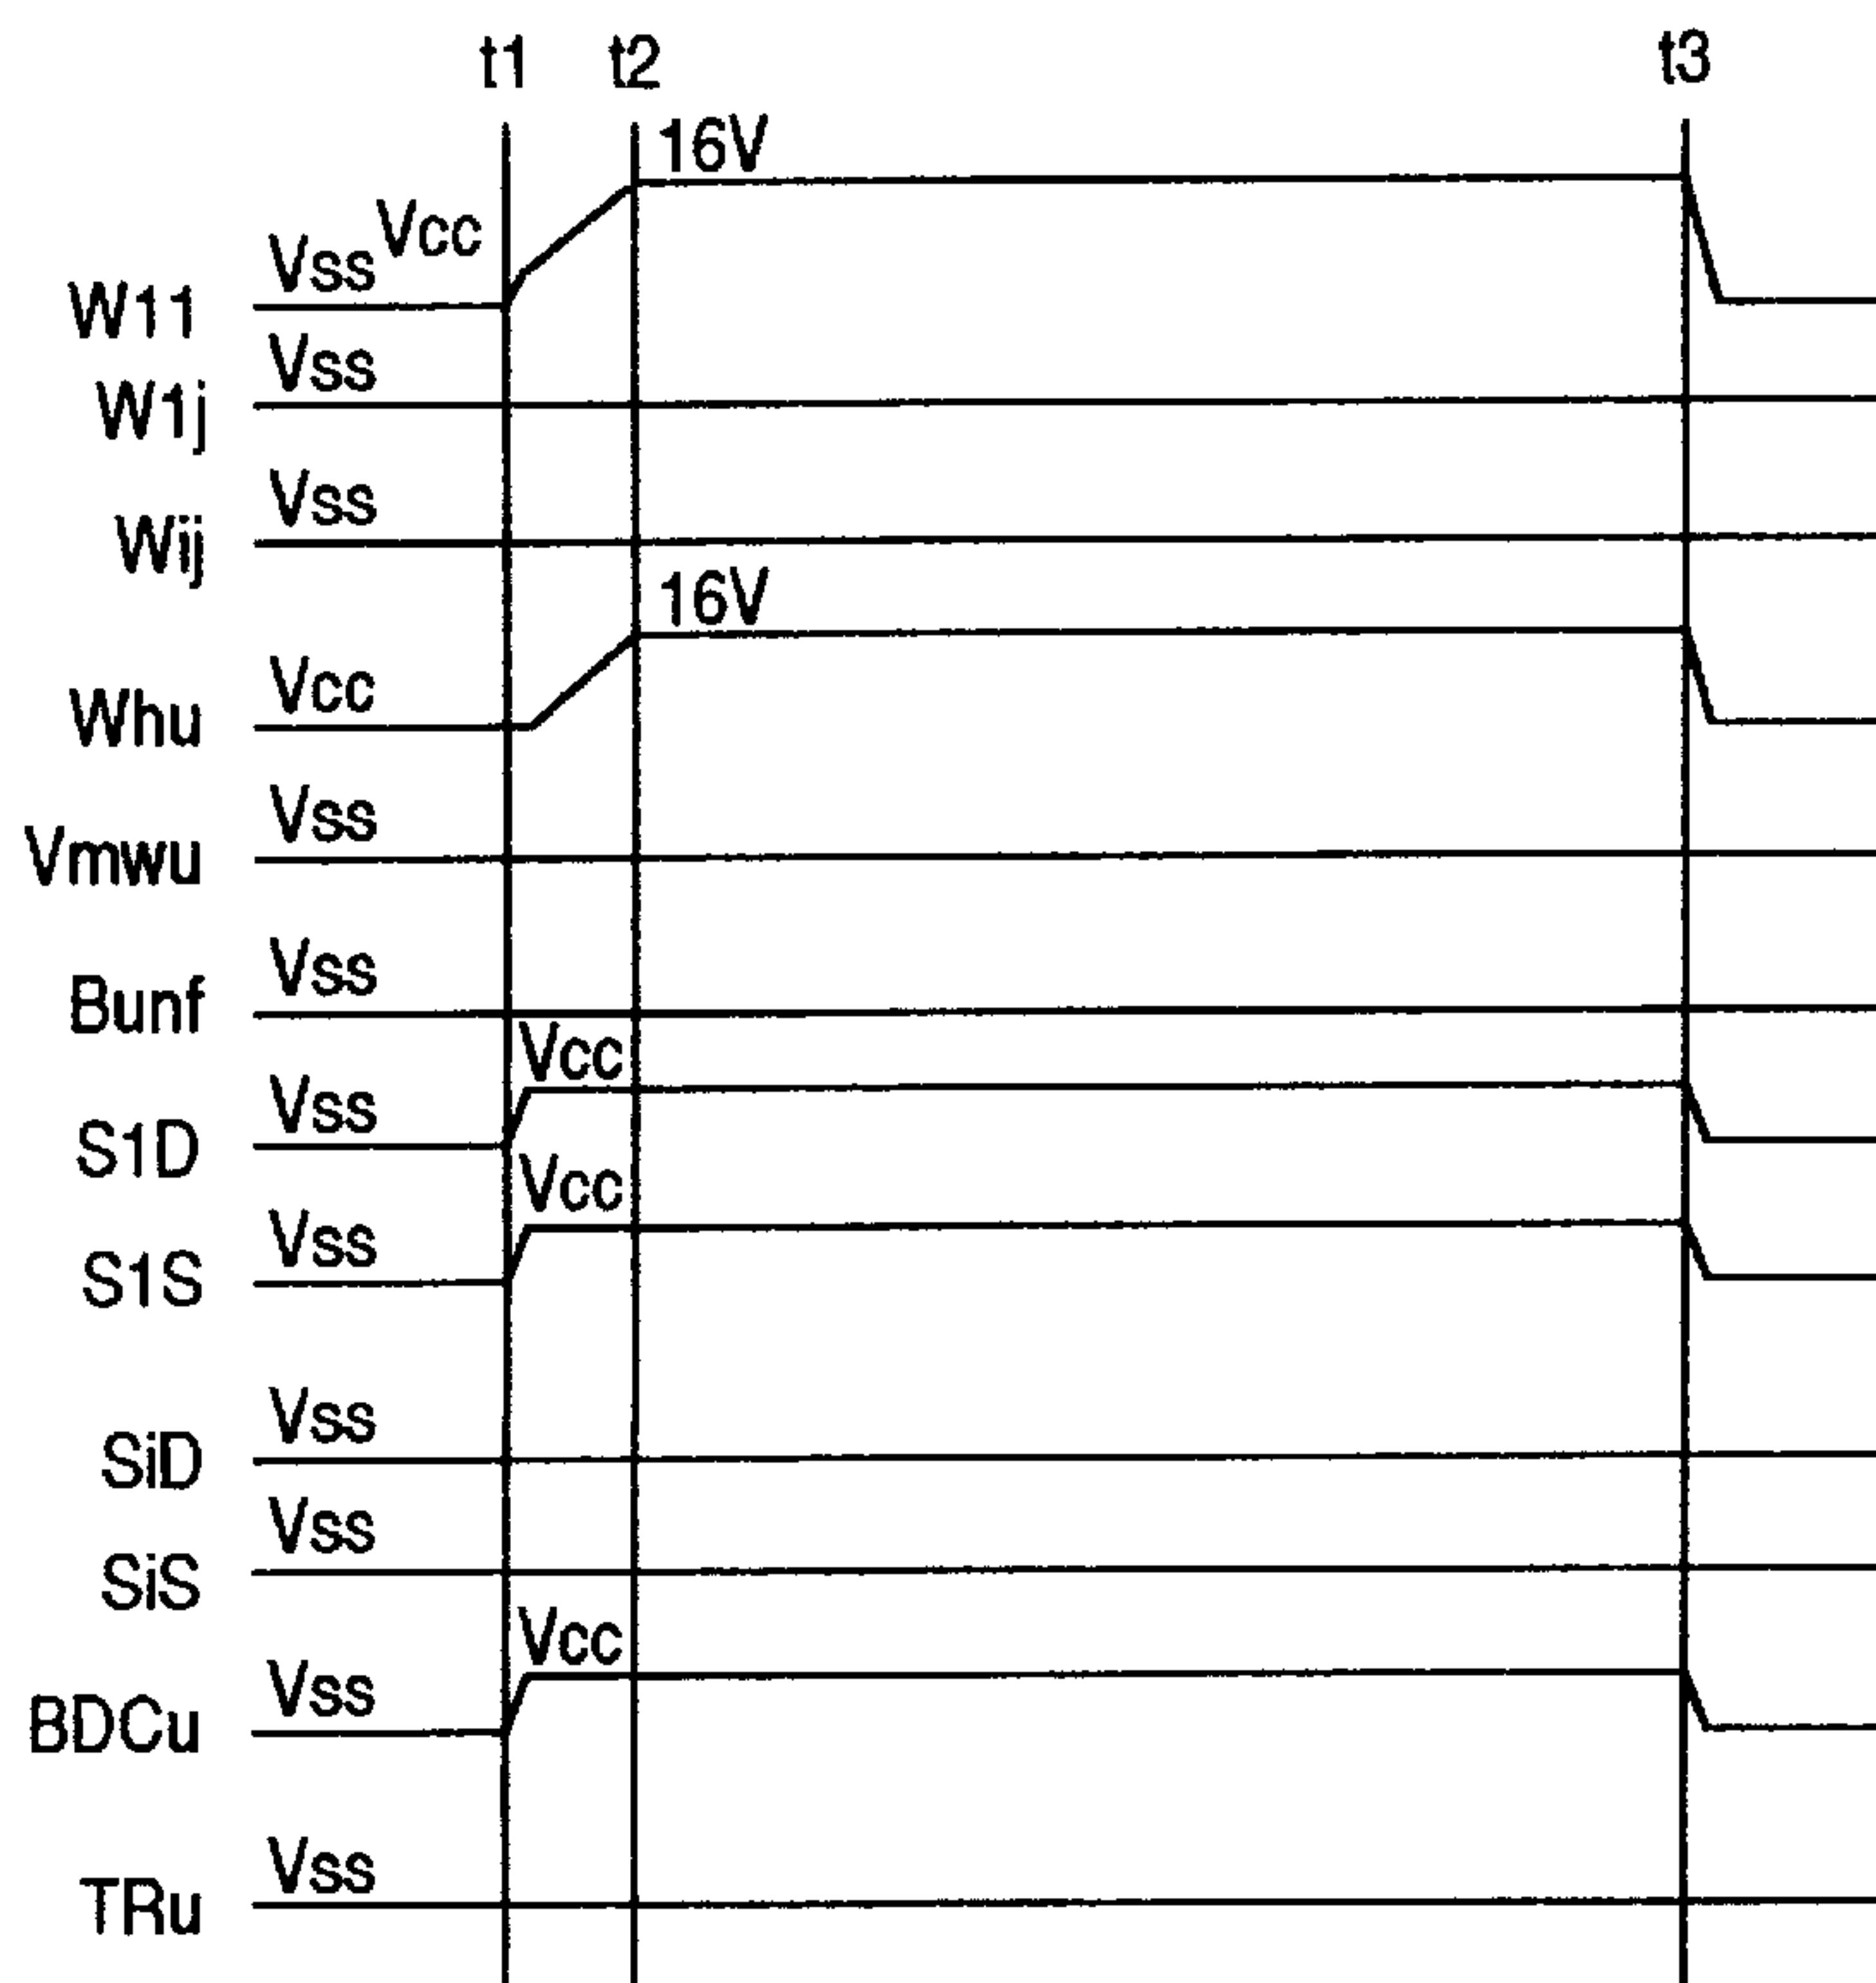 t1 t2 t3
16V
Vcc
Vss
W11
Vss
W1j
Vss
Wij
16V
Vcc
Whu
Vss
Vmwu
Vss
Bunf
Vcc
Vss
S1D
Vcc
Vss
S1S
Vss
SiD
Vss
SiS
Vcc
Vss
BDCu
Vss
TRu